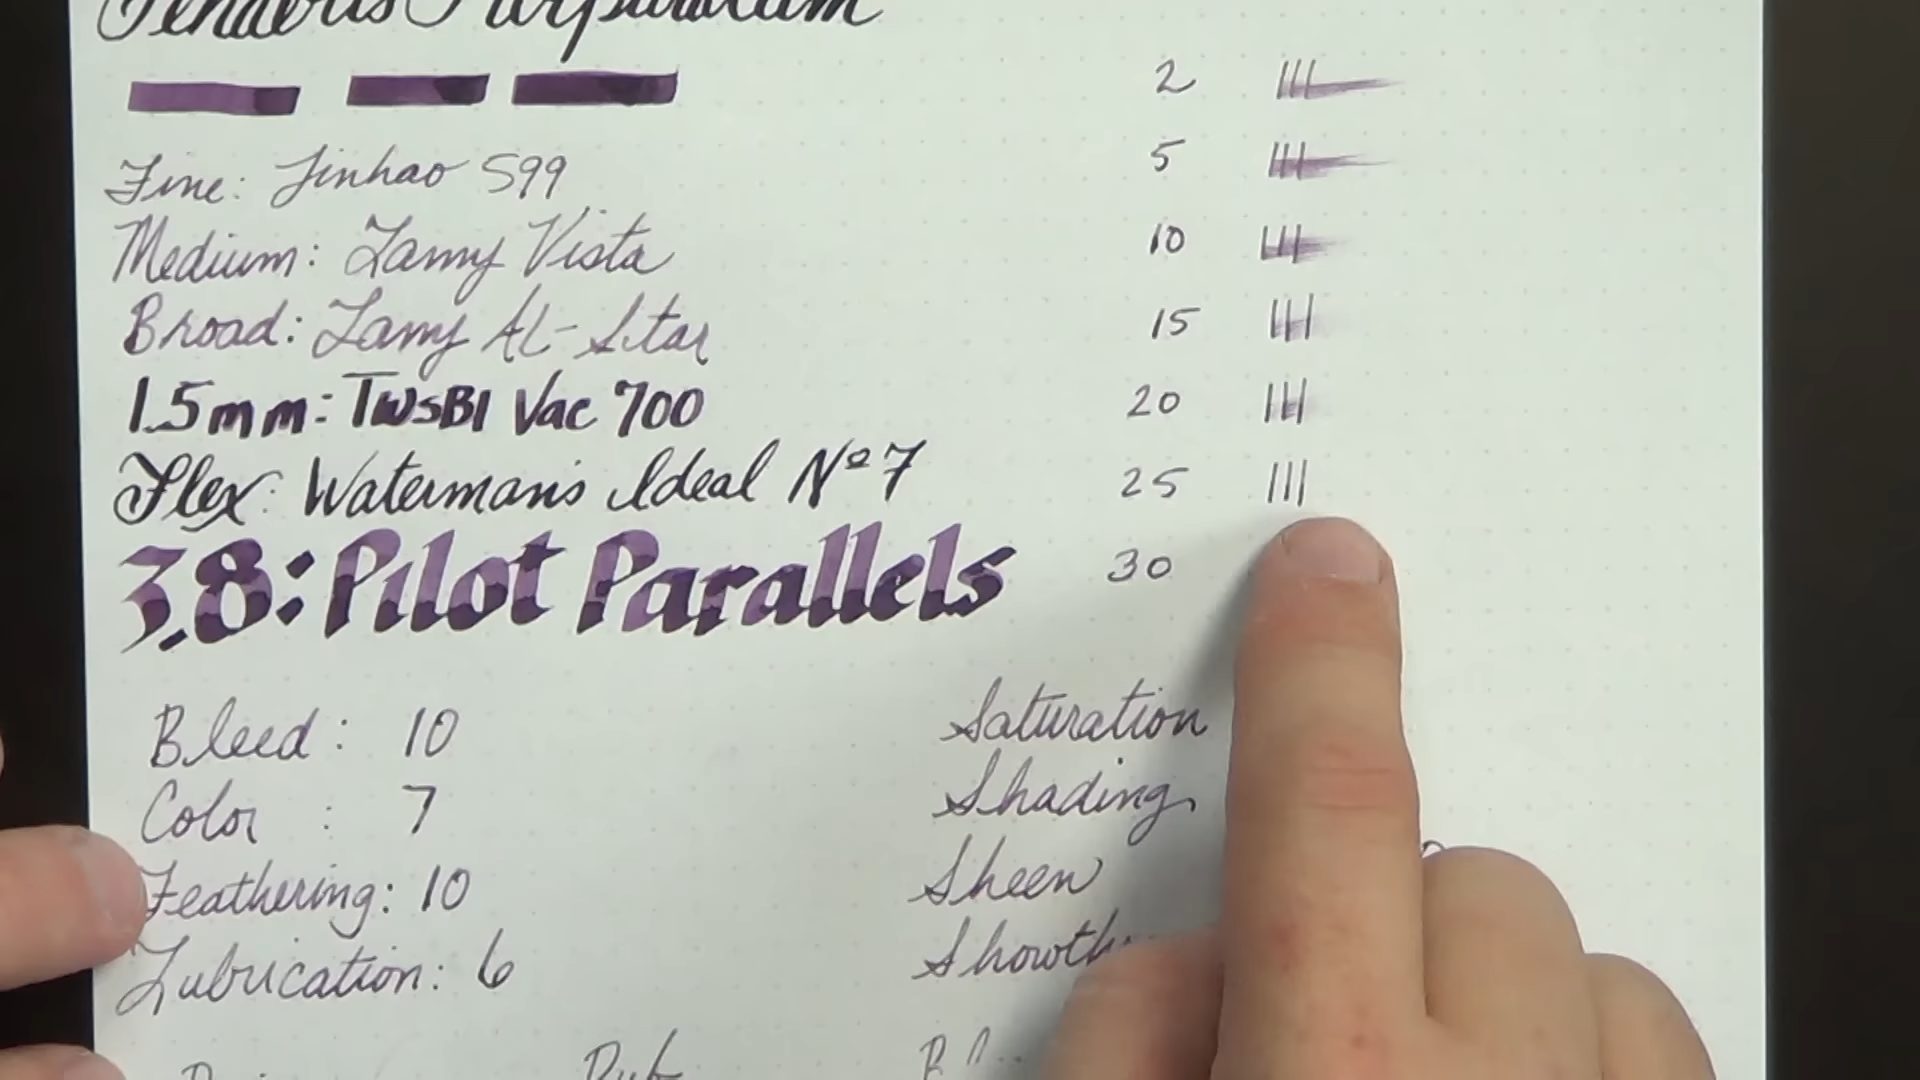 2
5
Fine: Jinhao 599
10
Medium: Lamy Vista
15
Broad: Lamy AL-Star
20
1.5mm: TWSBI Vac 700
25
Flex: Waterman's Ideal Nº 7
30
3.8: Pilot Parallels
Bleed: 10 Saturation
Color: 7 Shading
Feathering: 10 Sheen
Lubrication: 6